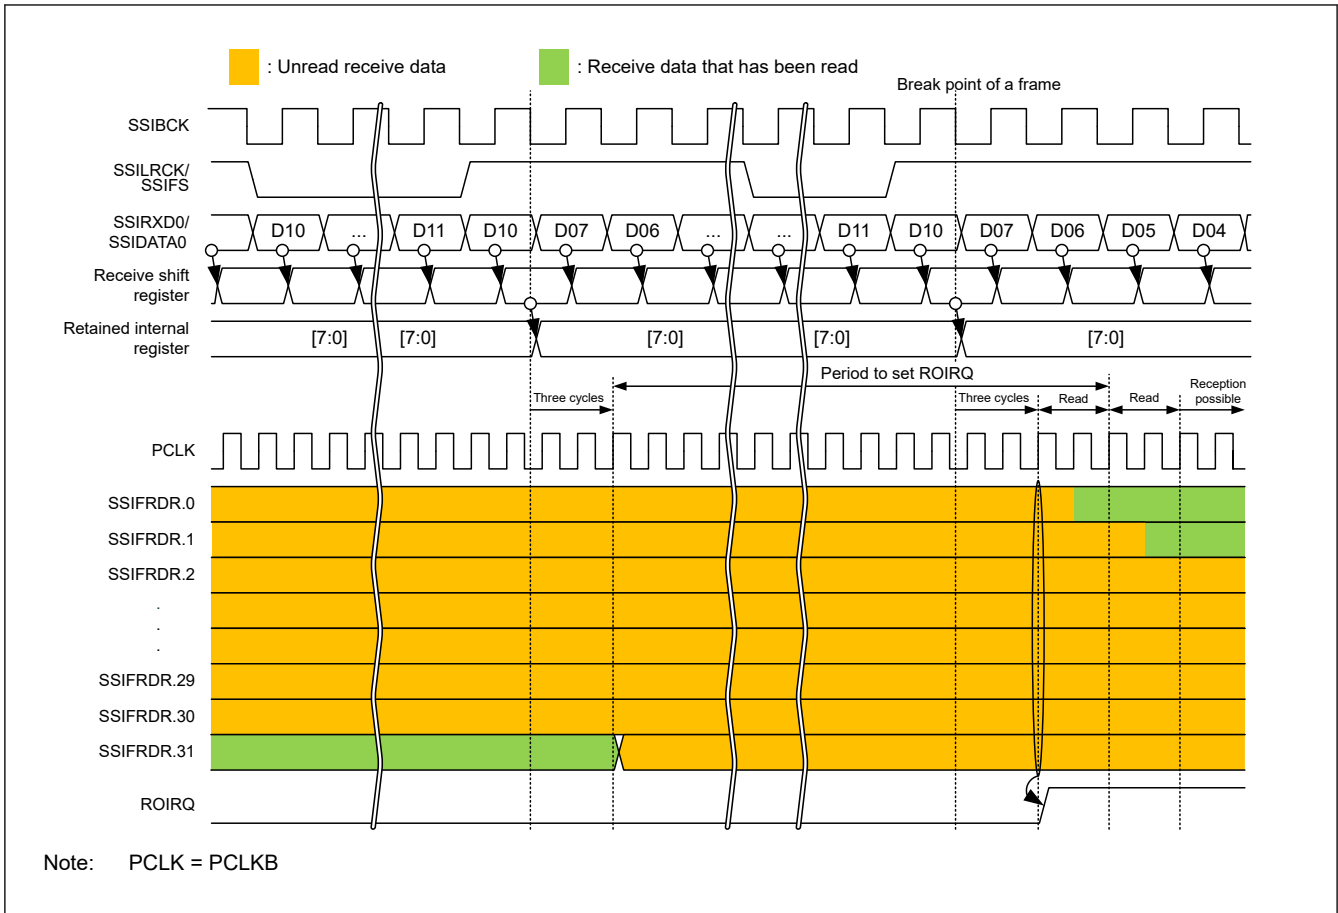 : Unread receive data
: Receive data that has been read
Break point of a frame
SSIBCK
SSILRCK/
SSIFS
SSIRXD0/
SSIDATA0
D10 ... D11 D10 D07 D06 ... ... D11 D10 D07 D06 D05 D04
Receive shift
register
Retained internal
register
[7:0] [7:0] [7:0] [7:0] [7:0]
Period to set ROIRQ
Three cycles
Three cycles
Read
Read
Reception
possible
PCLK
SSIFRDR.0
SSIFRDR.1
SSIFRDR.2
.
.
.
SSIFRDR.29
SSIFRDR.30
SSIFRDR.31
ROIRQ
Note: PCLK = PCLKB